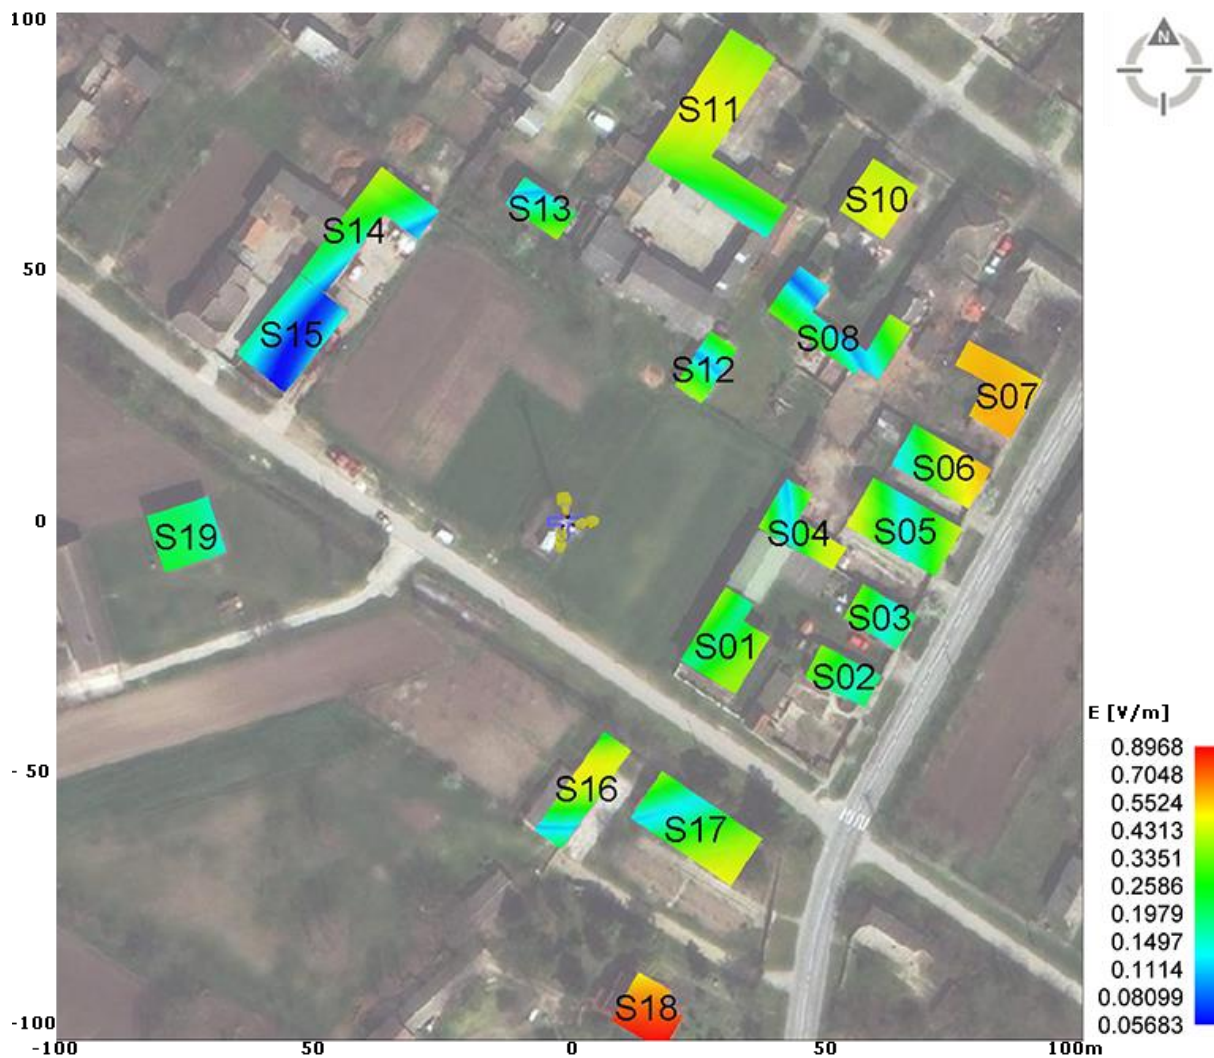 100
N
S11
S10
S13
S14
50
S08
S15
S12
S07
S06
0
S04
S05
S19
S03
S01
S02
E [V/m]
0.8968
0.7048
0.5524
0.4313
0.3351
0.2586
0.1979
0.1497
0.1114
0.08099
0.05683
- 50
S16
S17
S18
-100
-100
50
0
50
100m